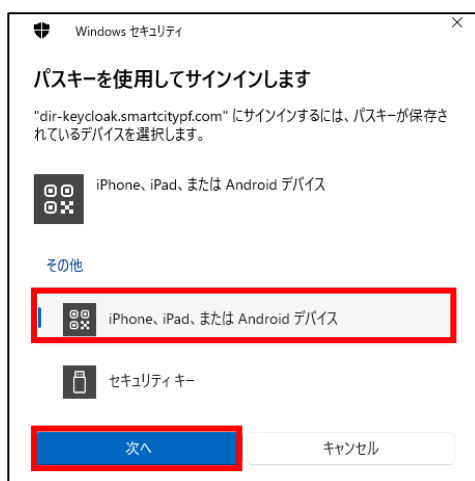 Windows セキュリティ
パスキーを使用してサインインします
"dir-keycloak.smartcitypf.com" にサインインするには、パスキーが保存さ
れているデバイスを選択します。
iPhone、iPad、または Android デバイス
その他
iPhone、iPad、または Android デバイス
セキュリティ キー
次へ
キャンセル